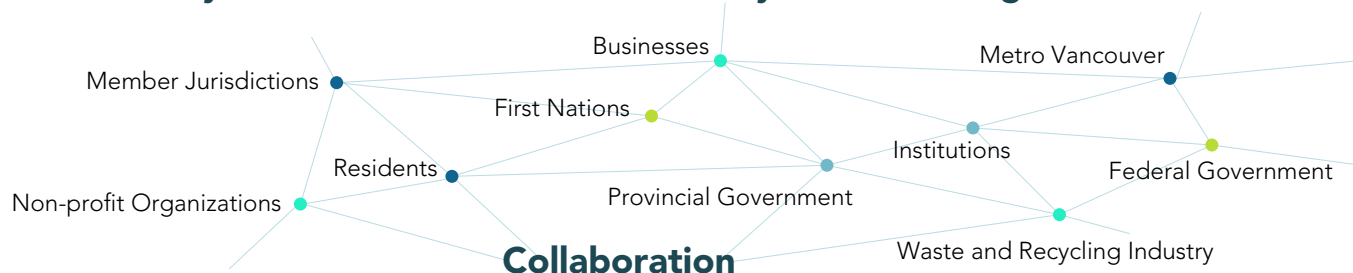 Businesses
Metro Vancouver
Member Jurisdictions
First Nations
Institutions
Residents
Federal Government
Provincial Government
Non-profit Organizations
Waste and Recycling Industry
Collaboration